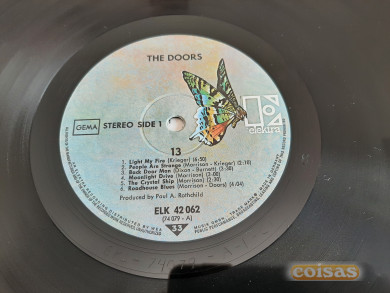 THE DOORS
GEMA
STEREO SIDE 1
elektra
13
1. Light My Fire (Krieger) (6:50)
2. People Are Strange (Morrison - Krieger) (2:10)
3. Back Door Man (Dixon - Burnett) (3:30)
4. Moonlight Drive (Morrison) (3:00)
5. The Crystal Ship (Morrison) (2:30)
6. Roadhouse Blues (Morrison - Doors) (6:04)
Produced by Paul A. Rothchild
ELK 42 062
(74 079 - A)
33
coisas